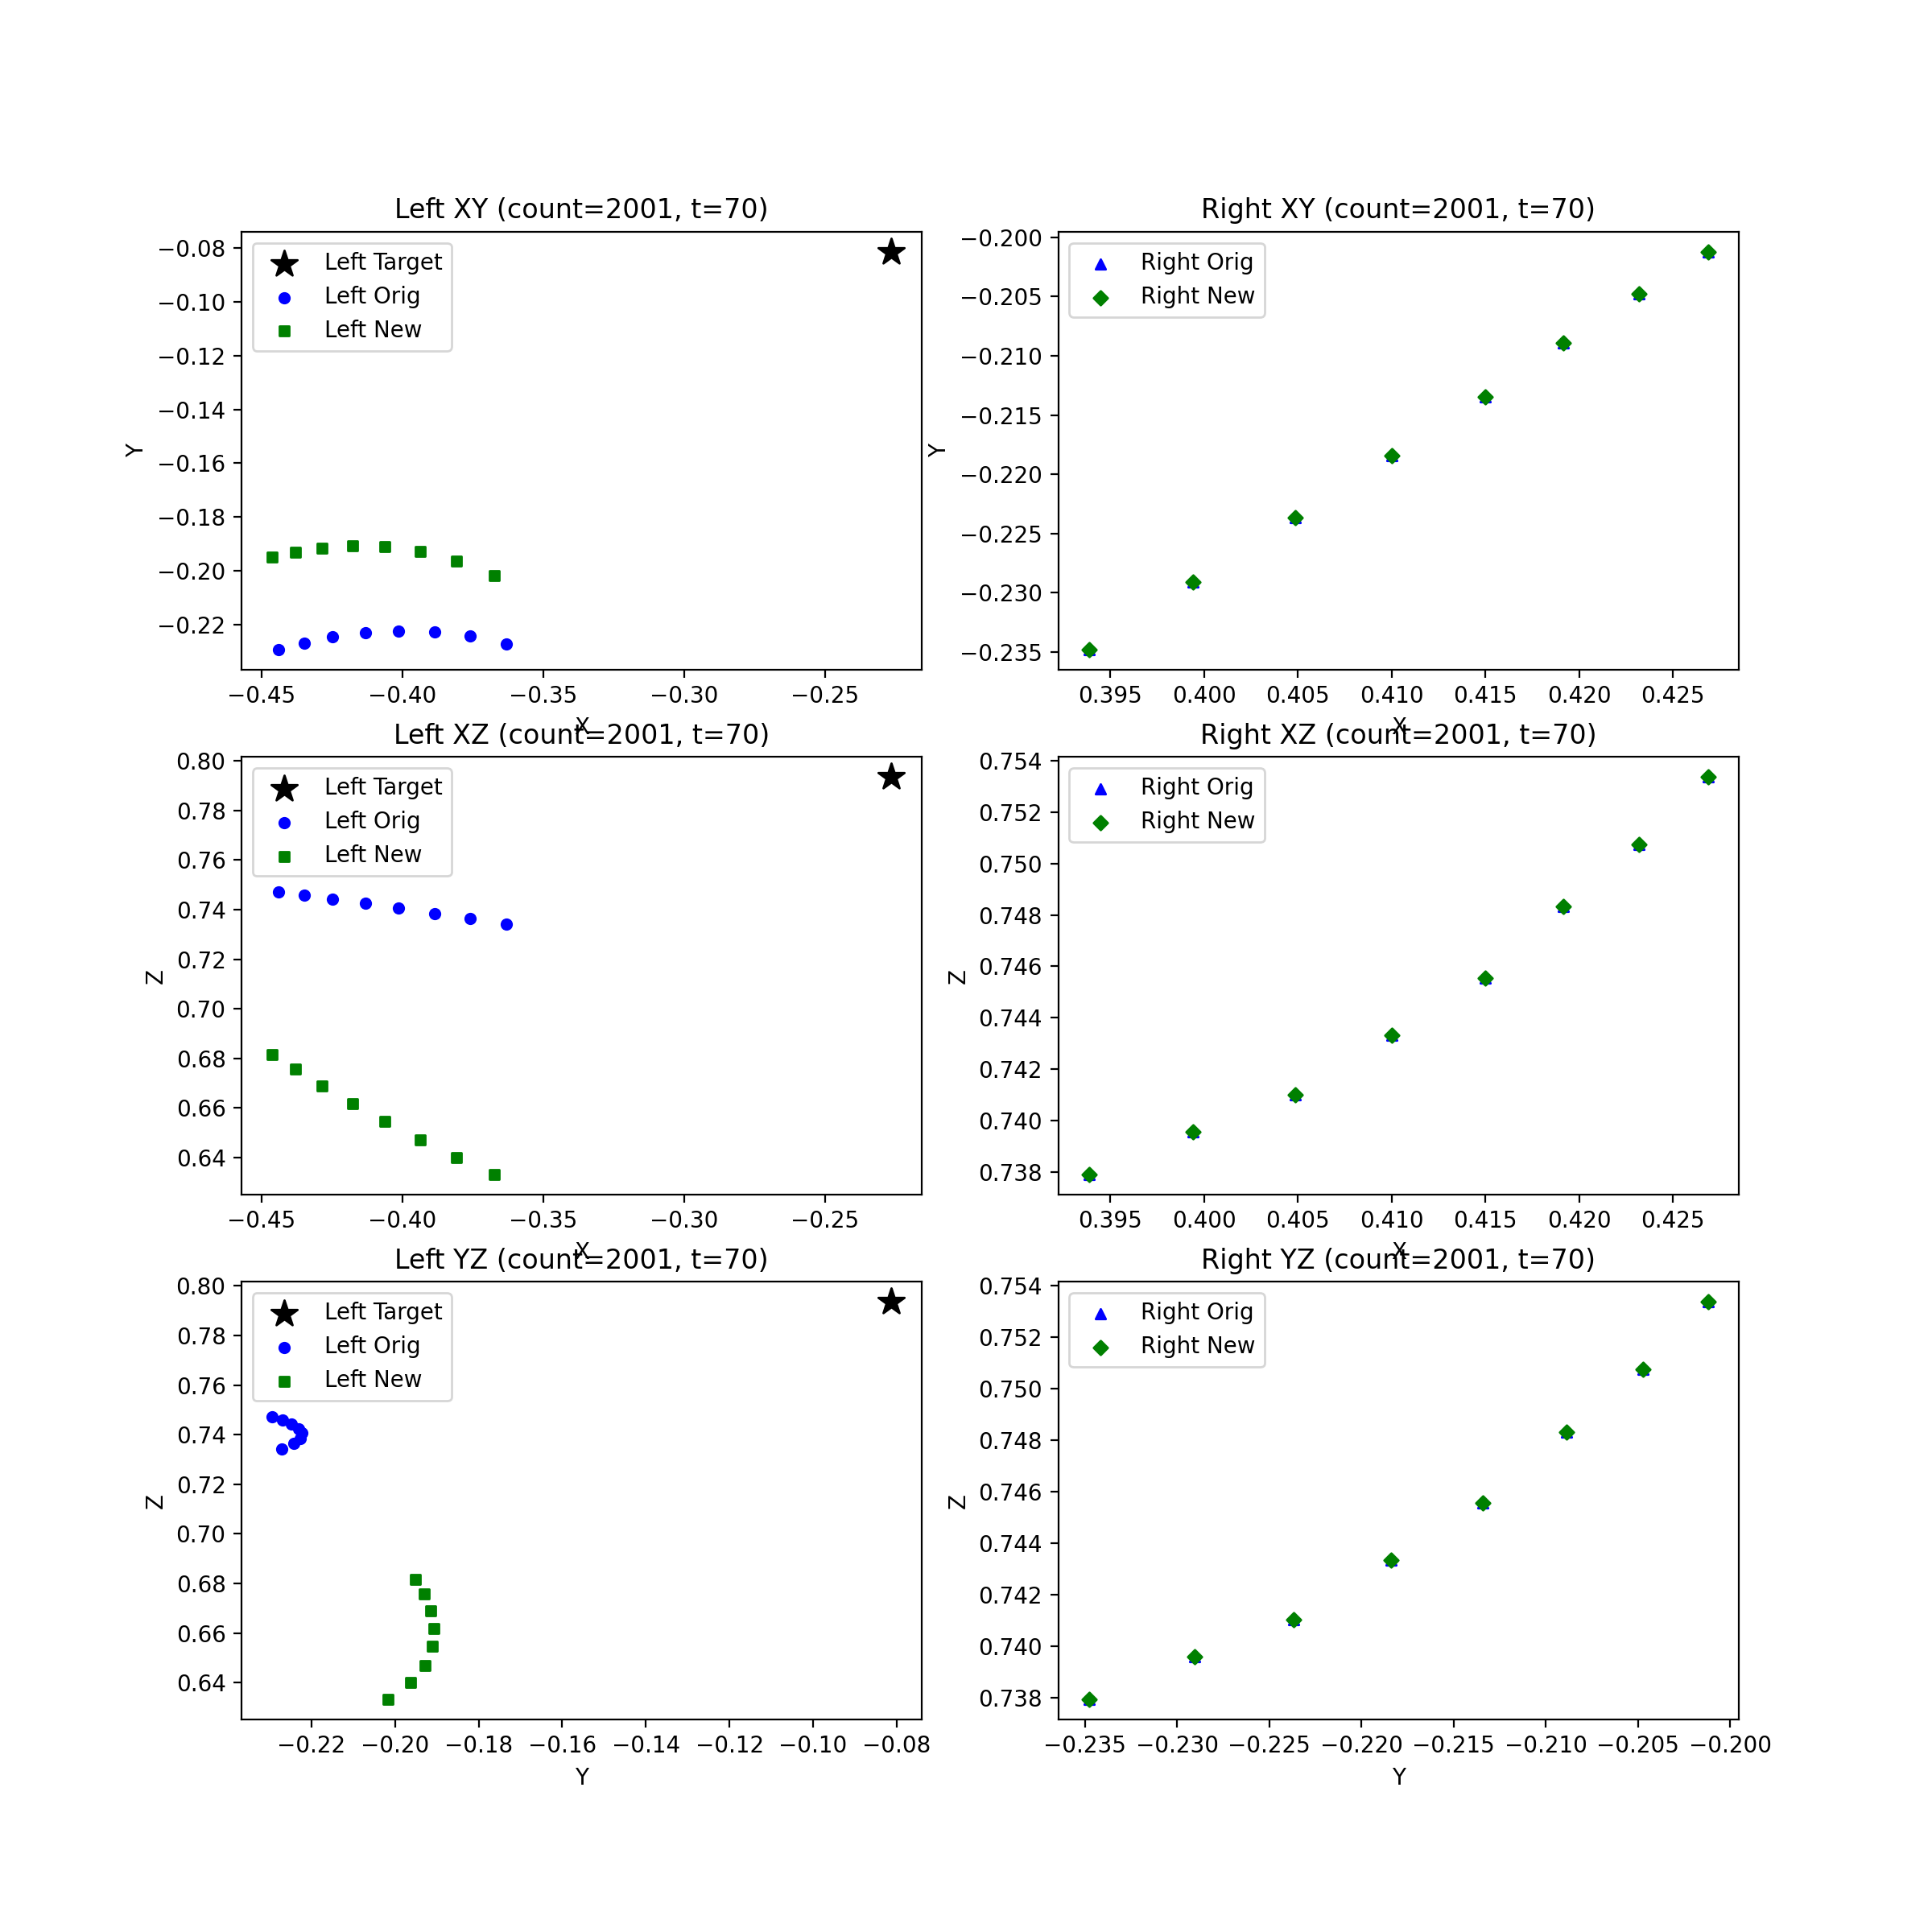 Left XY (count=2001, t=70)
−0.08
−0.10
−0.12
−0.14
−0.16
−0.18
−0.20
−0.22
Y
Left Target
Left Orig
Left New
−0.45 −0.40 −0.35 −0.30 −0.25
X
Right XY (count=2001, t=70)
−0.200
−0.205
−0.210
−0.215
−0.220
−0.225
−0.230
−0.235
Y
Right Orig
Right New
0.395 0.400 0.405 0.410 0.415 0.420 0.425
X
Left XZ (count=2001, t=70)
0.80
0.78
0.76
0.74
0.72
0.70
0.68
0.66
0.64
Z
Left Target
Left Orig
Left New
−0.45 −0.40 −0.35 −0.30 −0.25
X
Right XZ (count=2001, t=70)
0.754
0.752
0.750
0.748
0.746
0.744
0.742
0.740
0.738
Z
Right Orig
Right New
0.395 0.400 0.405 0.410 0.415 0.420 0.425
X
Left YZ (count=2001, t=70)
0.80
0.78
0.76
0.74
0.72
0.70
0.68
0.66
0.64
Z
Left Target
Left Orig
Left New
−0.22 −0.20 −0.18 −0.16 −0.14 −0.12 −0.10 −0.08
Y
Right YZ (count=2001, t=70)
0.754
0.752
0.750
0.748
0.746
0.744
0.742
0.740
0.738
Z
Right Orig
Right New
−0.235 −0.230 −0.225 −0.220 −0.215 −0.210 −0.205 −0.200
Y